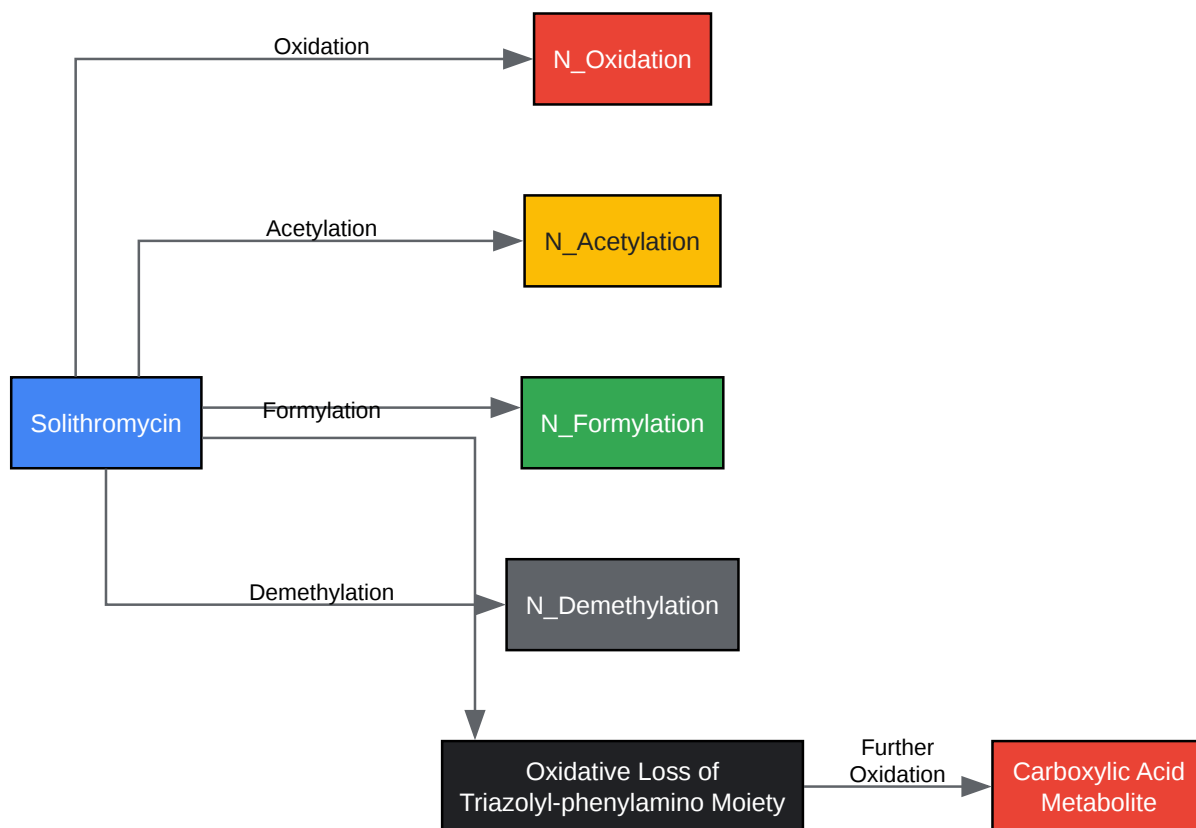 Oxidation
N_Oxidation
Acetylation
N_Acetylation
Solithromycin
Formylation
N_Formylation
Demethylation
N_Demethylation
Oxidative Loss of
Triazolyl-phenylamino Moiety
Further
Oxidation
Carboxylic Acid
Metabolite